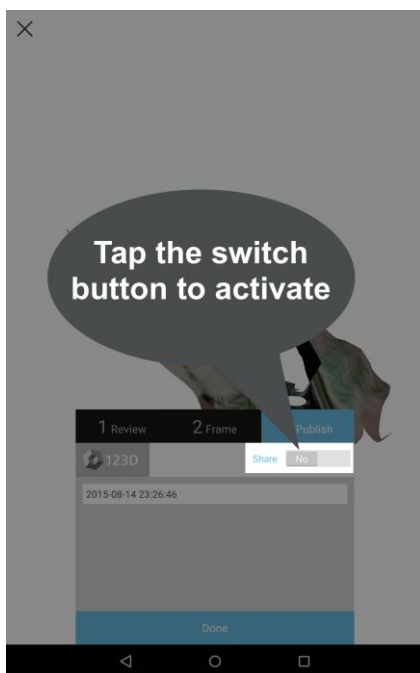 Tap the switch
button to activate
1 Review 2 Frame Publish
123D Share No
2015-08-14 23:26:46
Done